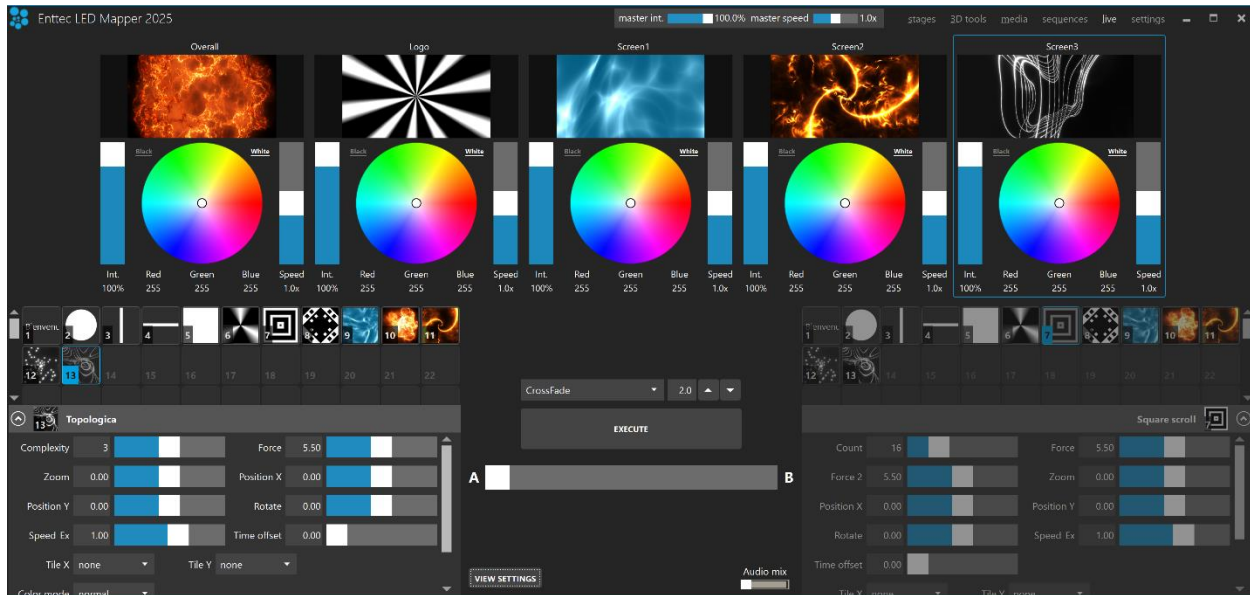 Enttec LED Mapper 2025
master int. 100.0% master speed 1.0x
stages 3D tools media sequences live settings
Overall Logo Screen1 Screen2 Screen3
Black White Black White Black White Black White Black White
Int. Red Green Blue Speed Int. Red Green Blue Speed Int. Red Green Blue Speed Int. Red Green Blue Speed Int. Red Green Blue Speed
100% 255 255 255 1.0x 100% 255 255 255 1.0x 100% 255 255 255 1.0x 100% 255 255 255 1.0x 100% 255 255 255 1.0x
1 2 3 4 5 6 7 8 9 10 11
12 13 14 15 16 17 18 19 20 21 22
1 2 3 4 5 6 7 8 9 10 11
12 13 14 15 16 17 18 19 20 21 22
CrossFade 2.0
EXECUTE
A B
VIEW SETTINGS
Audio mix
13 Topologica
Complexity 3 Force 5.50
Zoom 0.00 Position X 0.00
Position Y 0.00 Rotate 0.00
Speed Ex 1.00 Time offset 0.00
Tile X none Tile Y none
Color mode normal
Square scroll 7
Count 16 Force 5.50
Force 2 5.50 Zoom 0.00
Position X 0.00 Position Y 0.00
Rotate 0.00 Speed Ex 1.00
Time offset 0.00
Tile X none Tile Y none